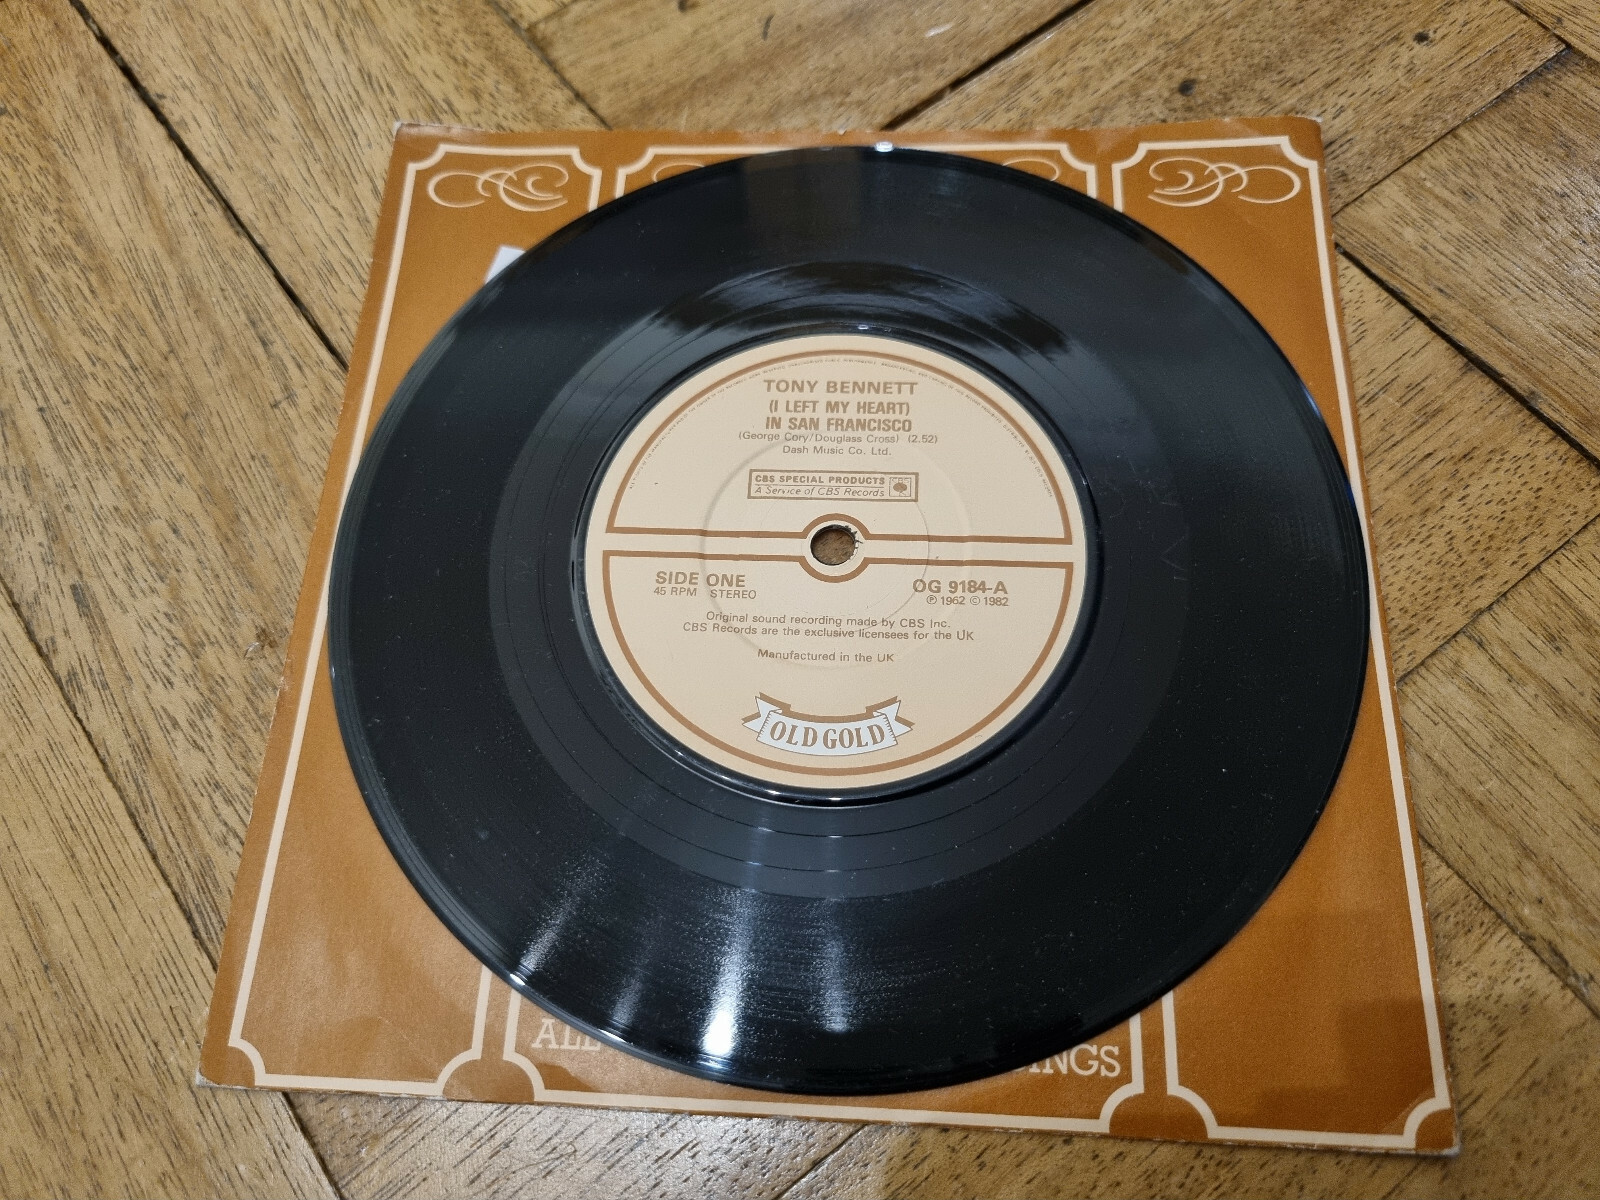 TONY BENNETT
(I LEFT MY HEART)
IN SAN FRANCISCO
(George Cory/Douglass Cross) (2.52)
Dash Music Co. Ltd.
CBS SPECIAL PRODUCTS
A Service of CBS Records
SIDE ONE
45 RPM STEREO
OG 9184-A
℗ 1962 © 1982
Original sound recording made by CBS Inc.
CBS Records are the exclusive licensees for the UK
Manufactured in the UK
OLD GOLD
ALL
INGS